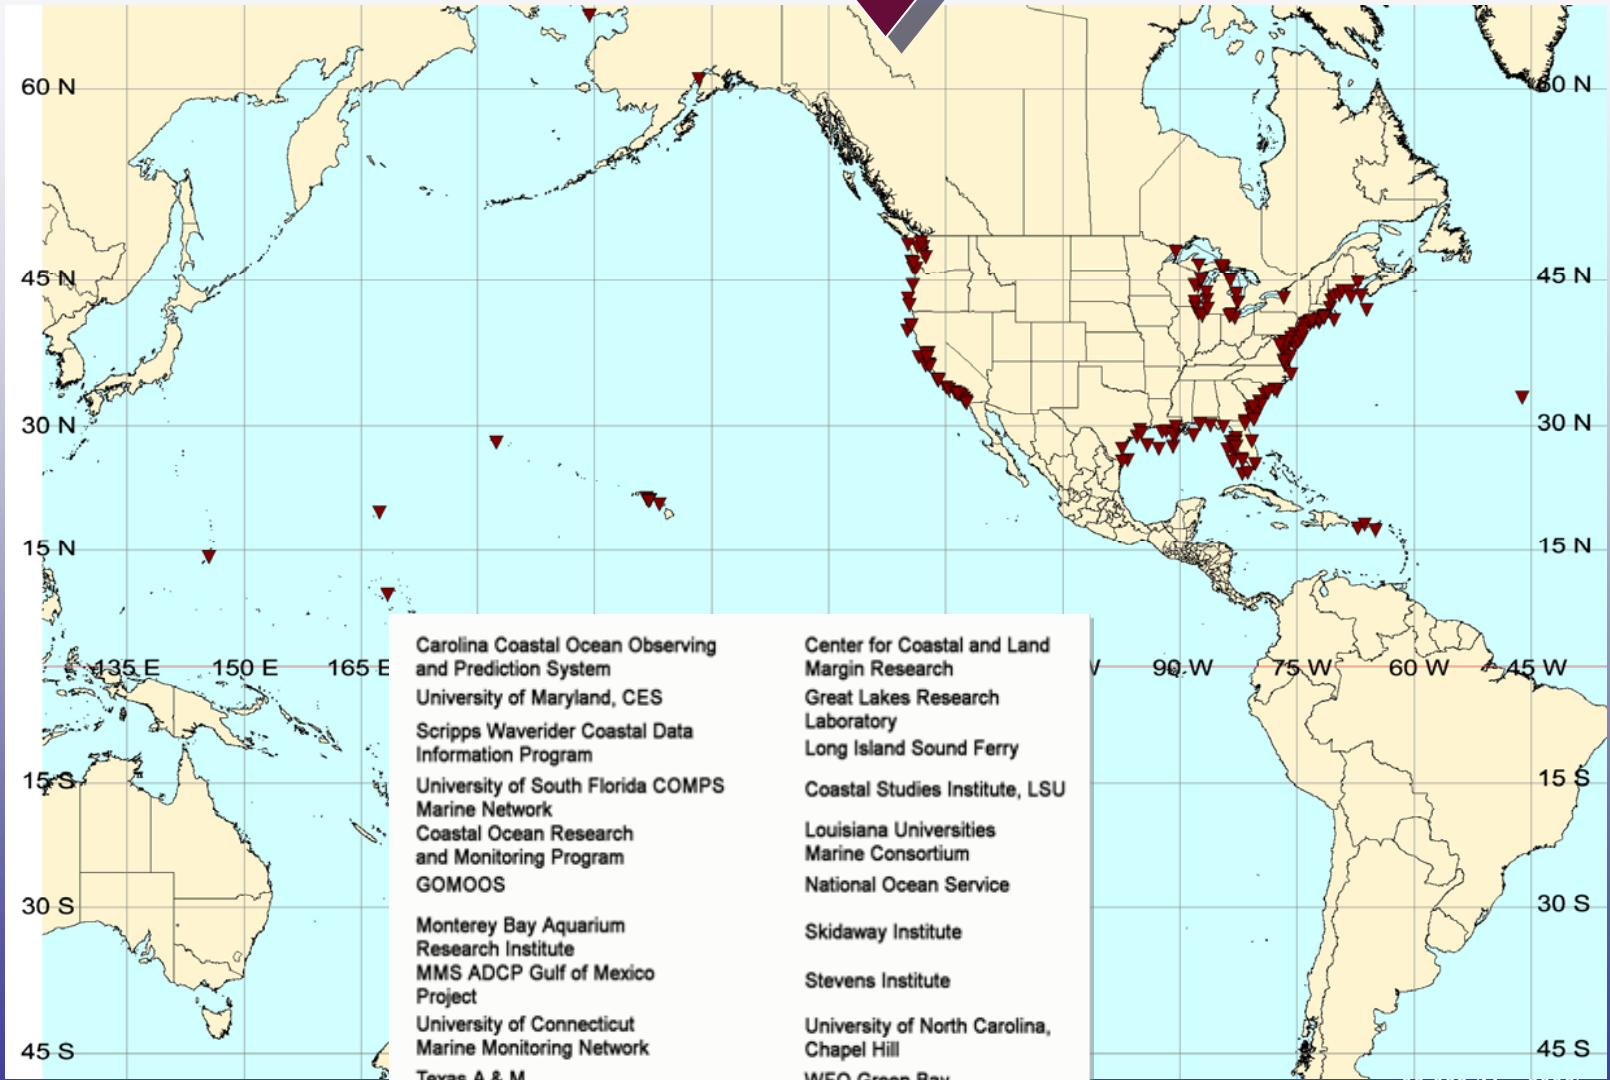 60 N
60 N
45 N
45 N
30 N
30 N
15 N
15 N
135 E
150 E
165 E
W
90 W
75 W
60 W
45 W
15 S
15 S
30 S
30 S
45 S
45 S
Carolina Coastal Ocean Observing
and Prediction System
University of Maryland, CES
Scripps Waverider Coastal Data
Information Program
University of South Florida COMPS
Marine Network
Coastal Ocean Research
and Monitoring Program
GOMOOS
Monterey Bay Aquarium
Research Institute
MMS ADCP Gulf of Mexico
Project
University of Connecticut
Marine Monitoring Network
Texas A & M
Center for Coastal and Land
Margin Research
Great Lakes Research
Laboratory
Long Island Sound Ferry
Coastal Studies Institute, LSU
Louisiana Universities
Marine Consortium
National Ocean Service
Skidaway Institute
Stevens Institute
University of North Carolina,
Chapel Hill
WFO Green Bay